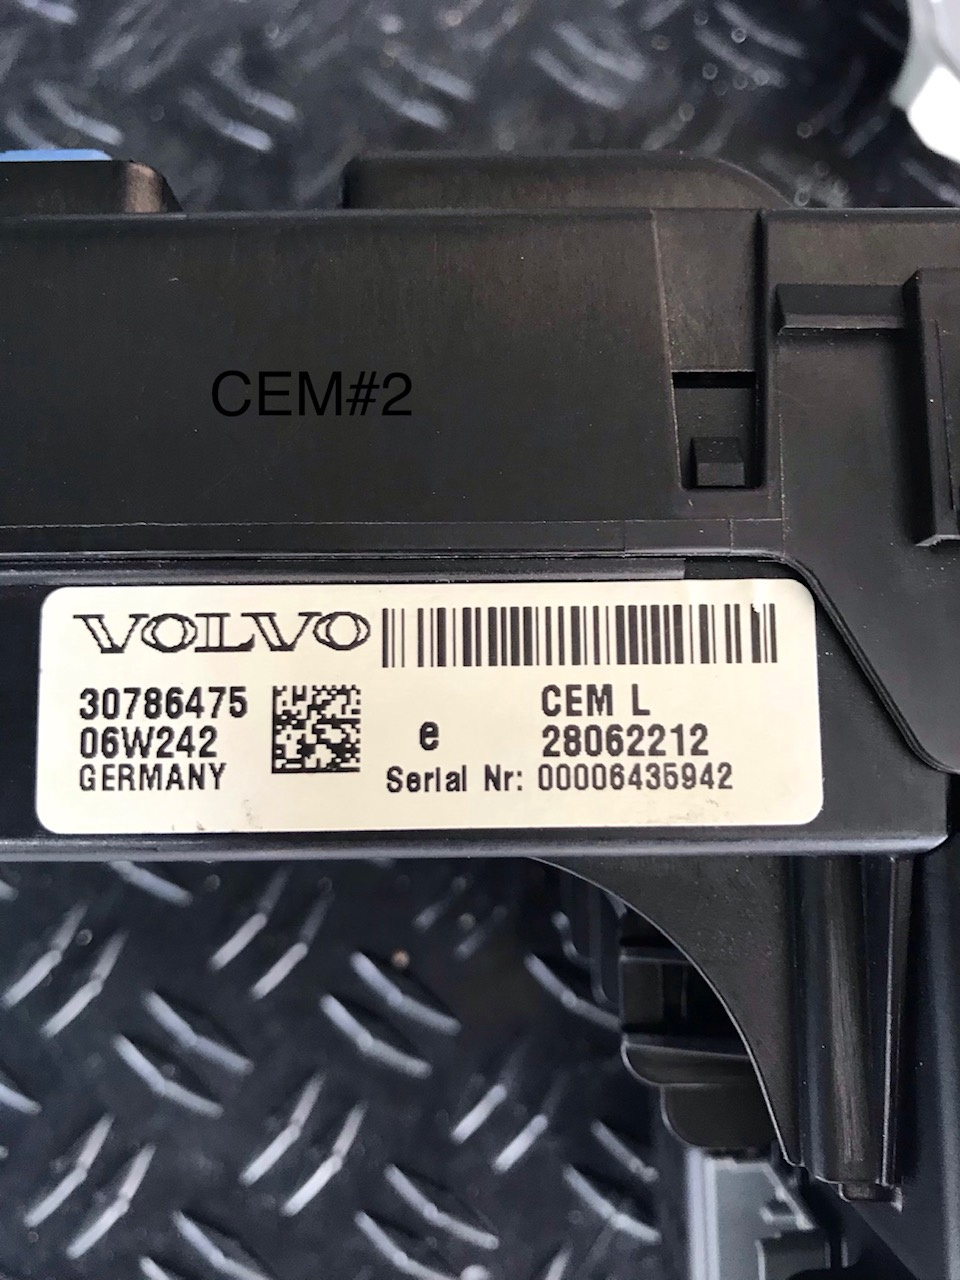 CEM#2
VOLVO
30786475
06W242
GERMANY
e
CEM L
28062212
Serial Nr: 00006435942